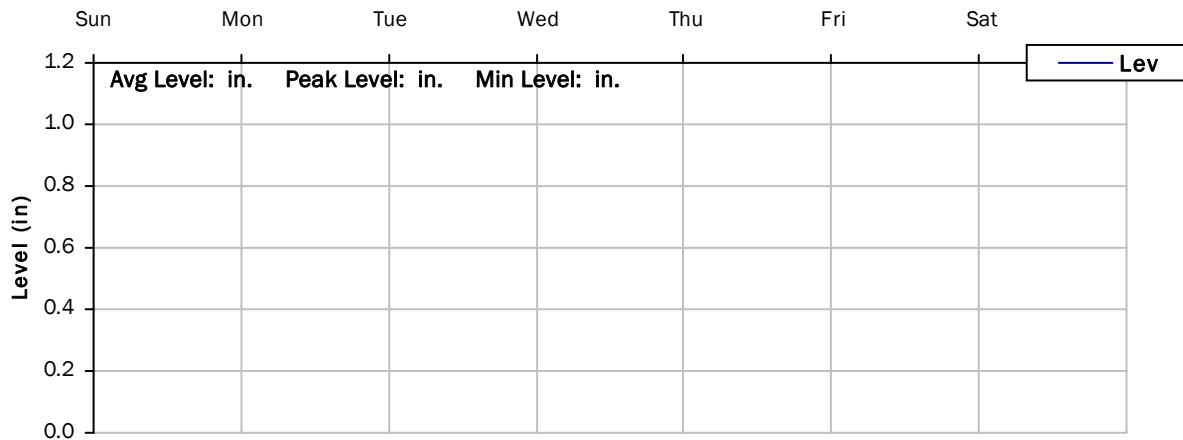 Sun Mon Tue Wed Thu Fri Sat
Lev
Avg Level: in. Peak Level: in. Min Level: in.
Level (in)
1.2
1.0
0.8
0.6
0.4
0.2
0.0